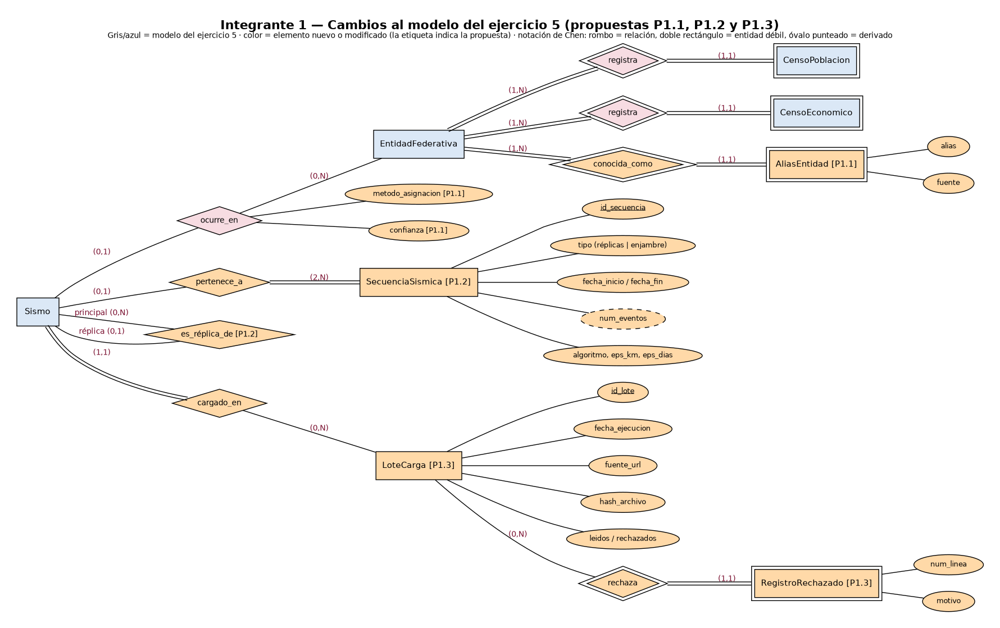 Integrante 1 — Cambios al modelo del ejercicio 5 (propuestas P1.1, P1.2 y P1.3)
Gris/azul = modelo del ejercicio 5 · color = elemento nuevo o modificado (la etiqueta indica la propuesta) · notación de Chen: rombo = relación, doble rectángulo = entidad débil, óvalo punteado = derivado
registra
(1,1)
CensoPoblacion
(1,N)
registra
(1,1)
CensoEconomico
(1,N)
EntidadFederativa
(1,N)
conocida_como
(1,1)
AliasEntidad [P1.1]
alias
fuente
(0,N)
metodo_asignacion [P1.1]
ocurre_en
confianza [P1.1]
(0,1)
id_secuencia
tipo (réplicas | enjambre)
pertenece_a
(2,N)
SecuenciaSismica [P1.2]
fecha_inicio / fecha_fin
(0,1)
Sismo
principal (0,N)
num_eventos
réplica (0,1)
es_réplica_de [P1.2]
(1,1)
algoritmo, eps_km, eps_dias
id_lote
cargado_en
(0,N)
fecha_ejecucion
LoteCarga [P1.3]
fuente_url
hash_archivo
(0,N)
leidos / rechazados
rechaza
(1,1)
RegistroRechazado [P1.3]
num_linea
motivo